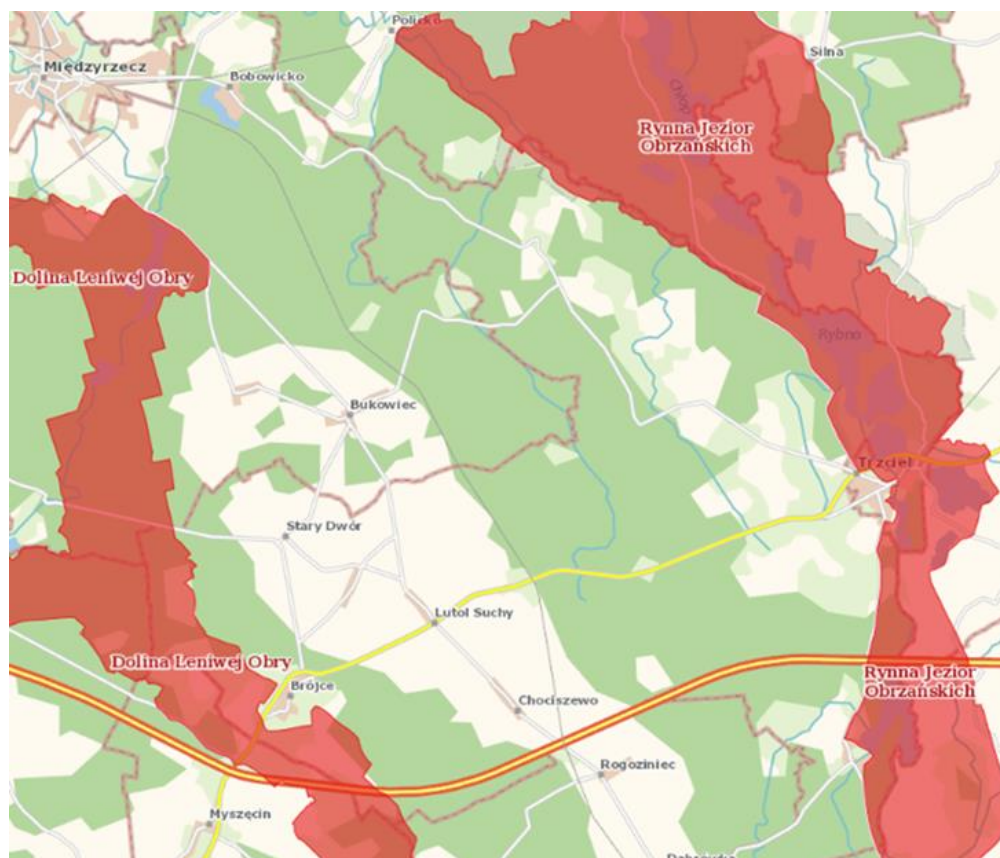 Policko
Silna
Międzyrzecz
Bobowicko
Chłop
Rynna Jezior
Obrzańskich
Dolina Leniwej Obry
Rybno
Bukowiec
Trzciel
Stary Dwór
Lutol Suchy
Dolina Leniwej Obry
Brójce
Rynna Jezior
Obrzańskich
Chociszewo
Rogoziniec
Myszęcin